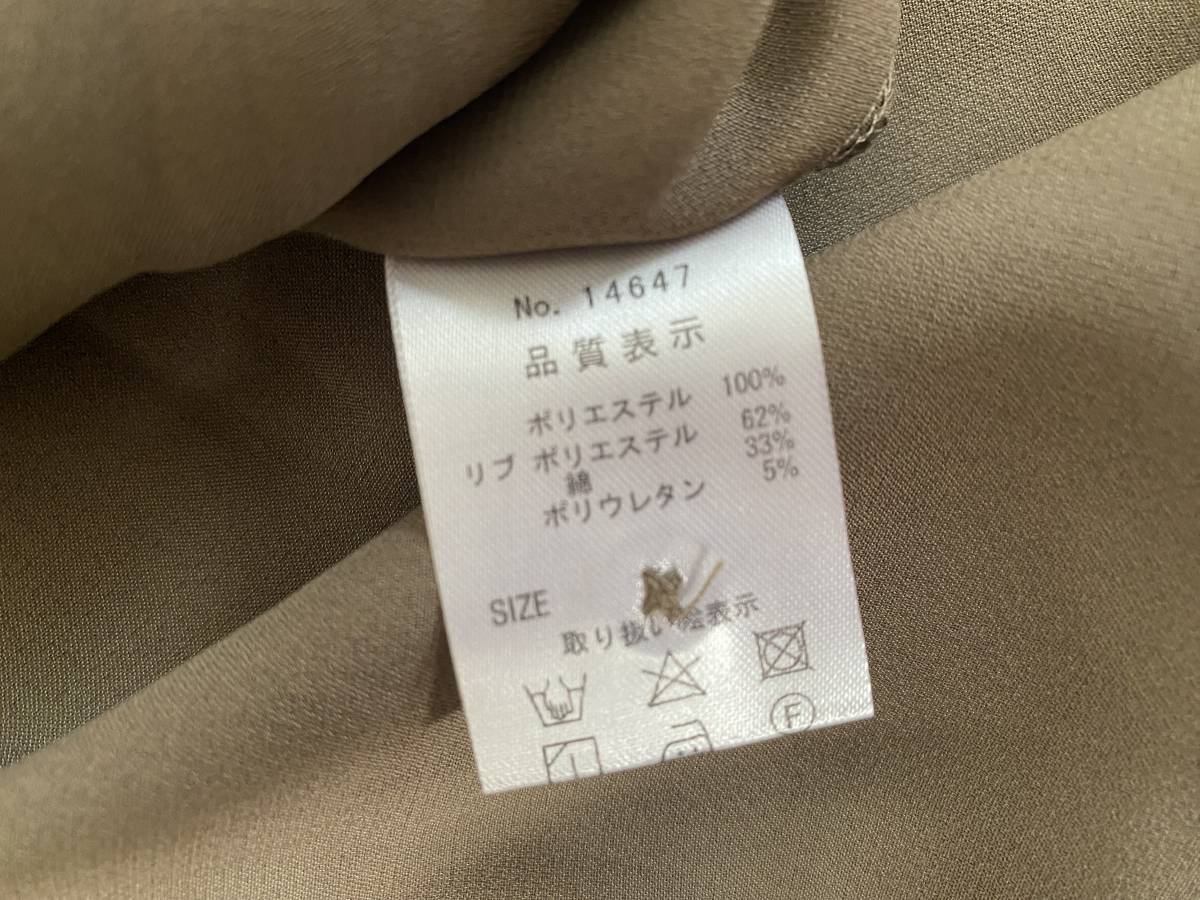 No. 14647
品質表示
ポリエステル 100%
リブ ポリエステル 62%
綿 33%
ポリウレタン 5%
SIZE
取り扱い絵表示
F